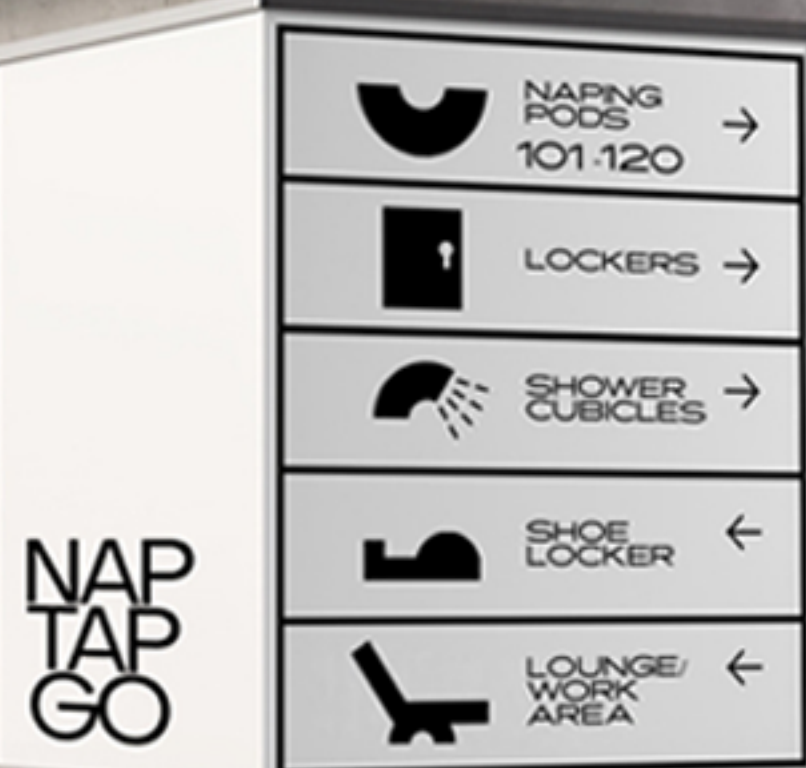 NAPING
PODS
101-120
LOCKERS
SHOWER
CUBICLES
SHOE
LOCKER
LOUNGE/
WORK
AREA
NAP
TAP
GO